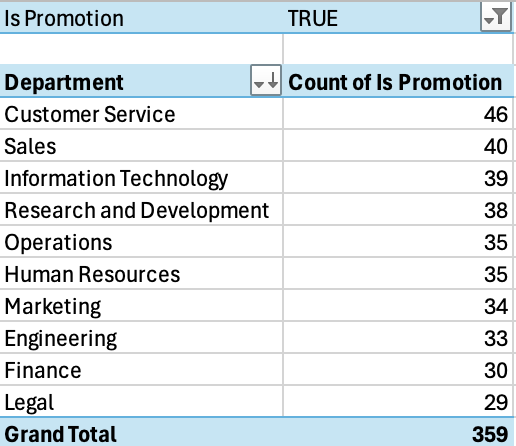 Is Promotion TRUE
Department Count of Is Promotion
Customer Service 46
Sales 40
Information Technology 39
Research and Development 38
Operations 35
Human Resources 35
Marketing 34
Engineering 33
Finance 30
Legal 29
Grand Total 359